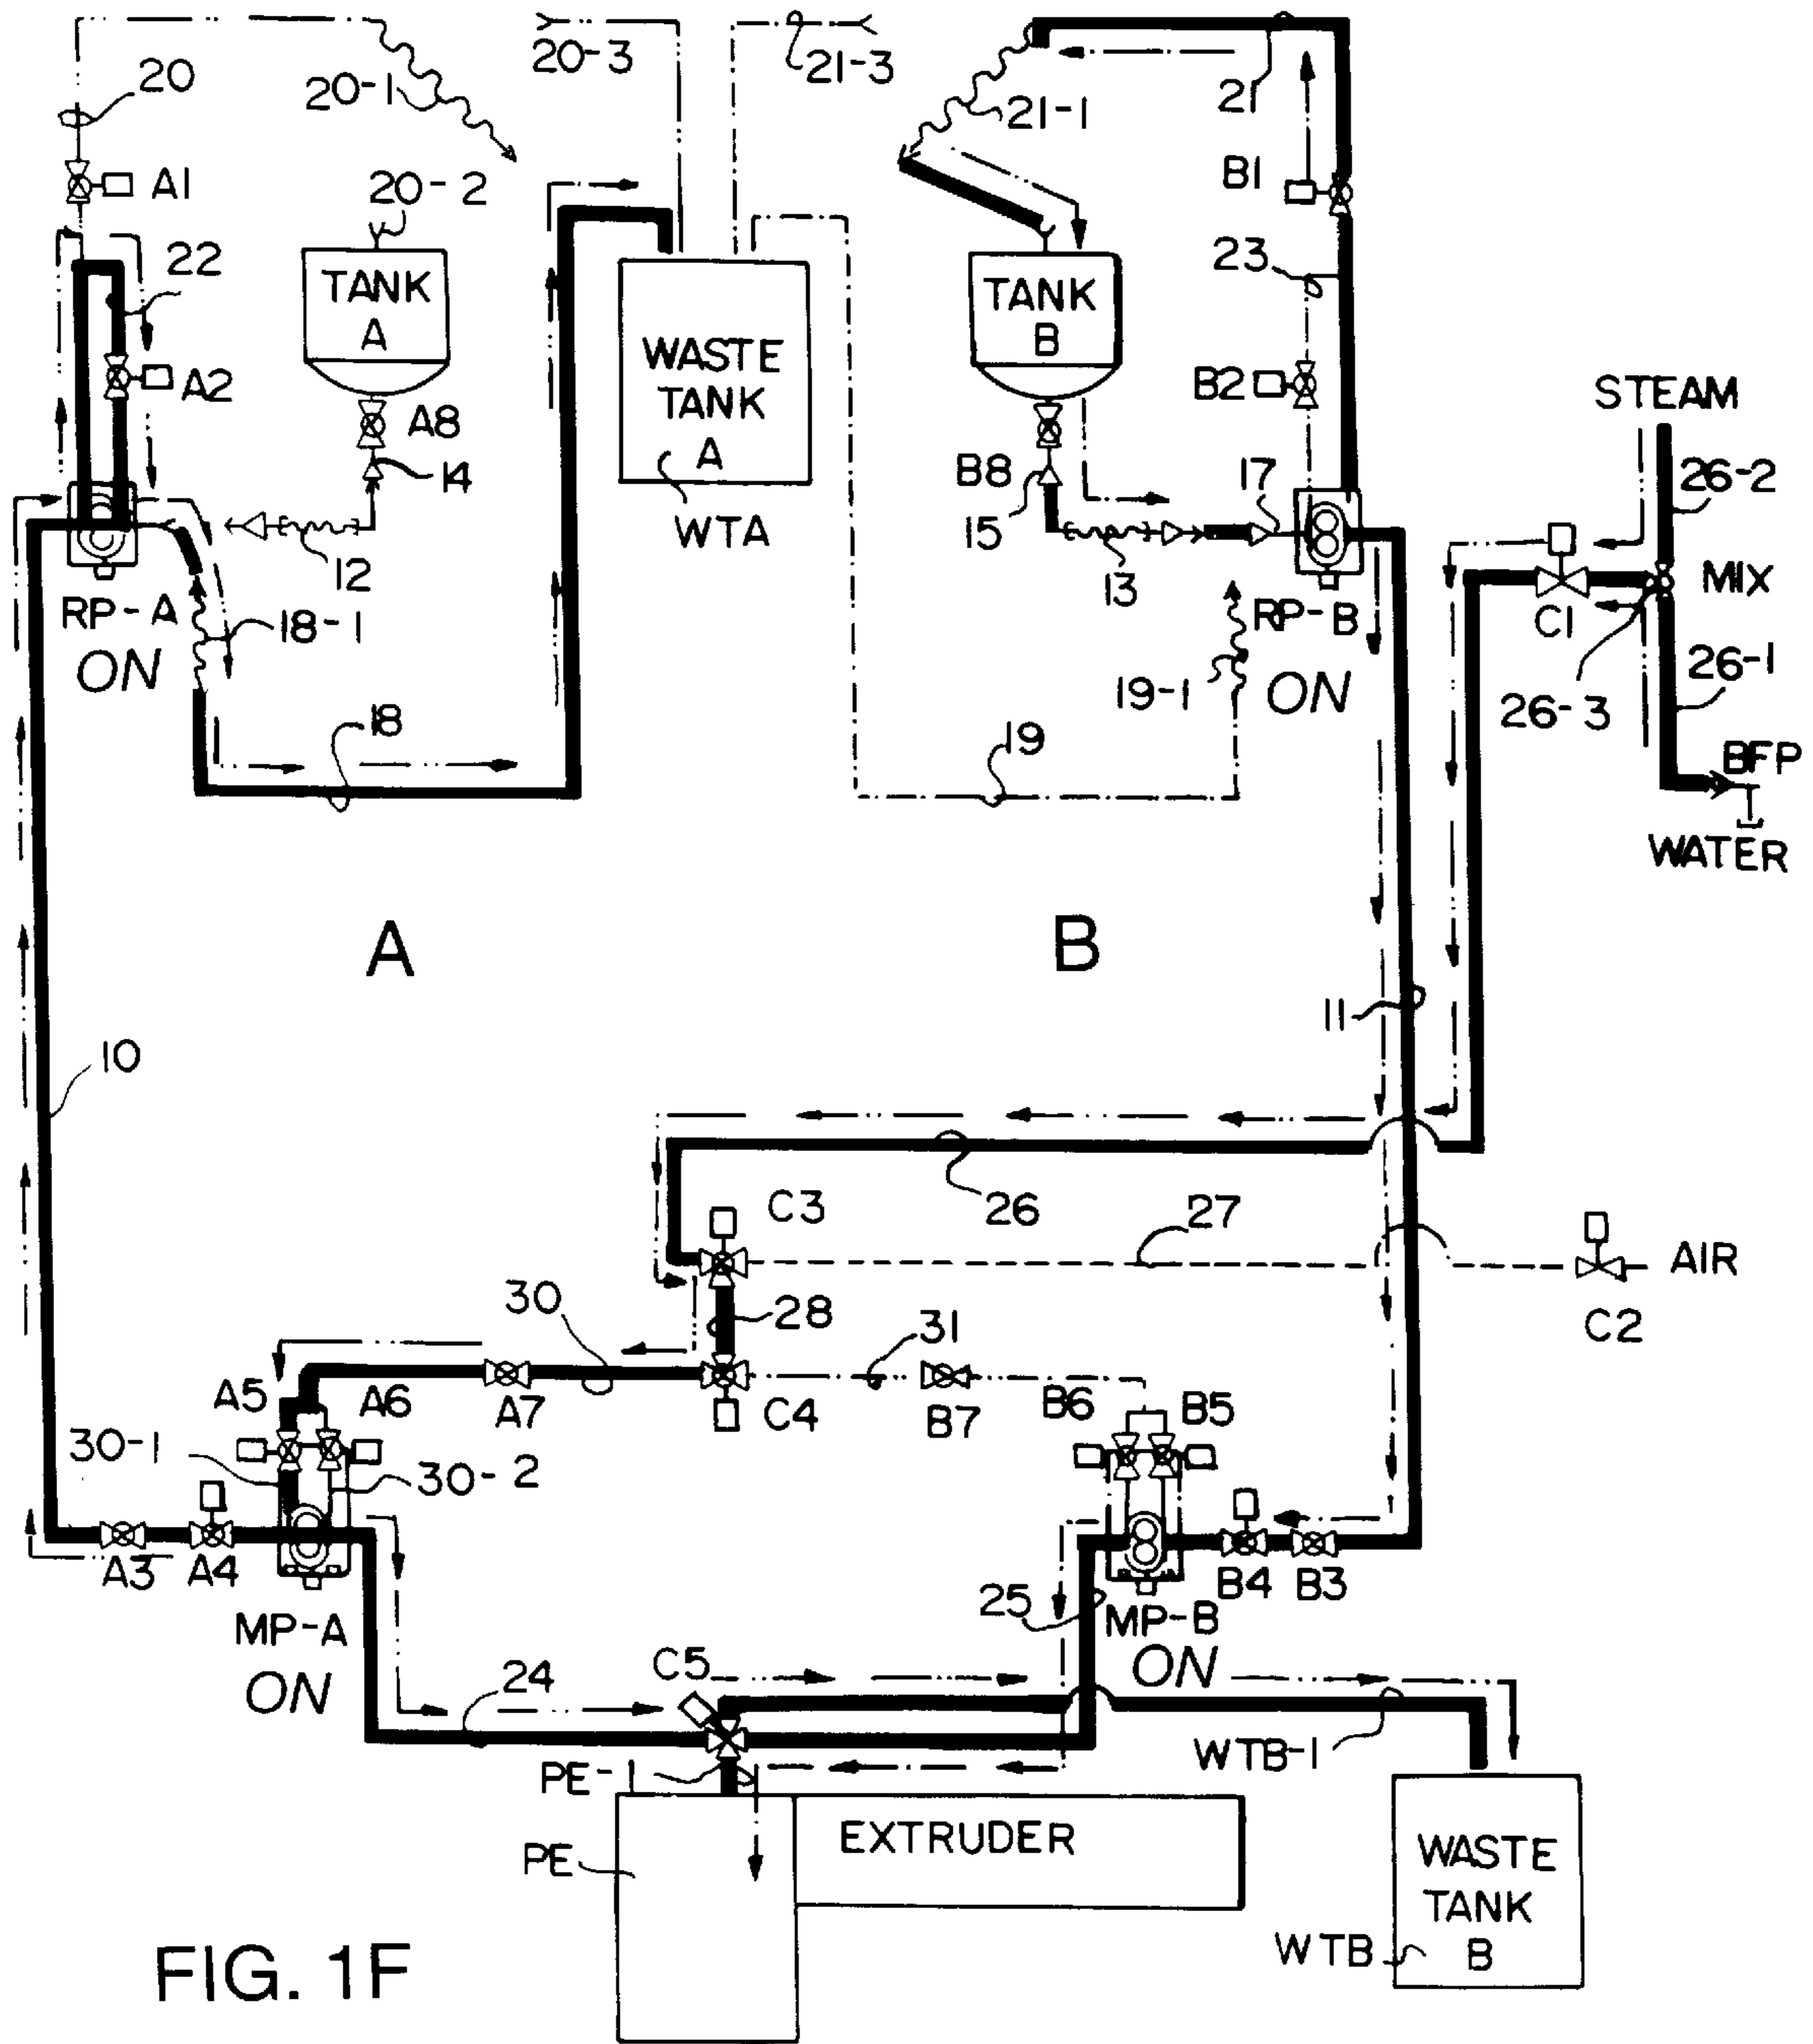 20
20-1
20-3
21-3
21-1
21
A1
20-2
B1
22
TANK
A
WASTE
TANK
A
TANK
B
23
A2
A8
14
B2
STEAM
B8
17
26-2
WTA
15
12
13
RP-A
ON
18-1
RP-B
ON
19-1
C1
MIX
26-1
26-3
18
19
BFP
WATER
A
B
11
10
26
27
C3
AIR
C2
30
28
31
A5
A6
A7
C4
B7
B6
B5
30-1
30-2
A3
A4
MP-A
ON
25
MP-B
ON
B4
B3
24
C5
WTB-1
PE-1
PE
EXTRUDER
WASTE
TANK
B
WTB
FIG. 1F